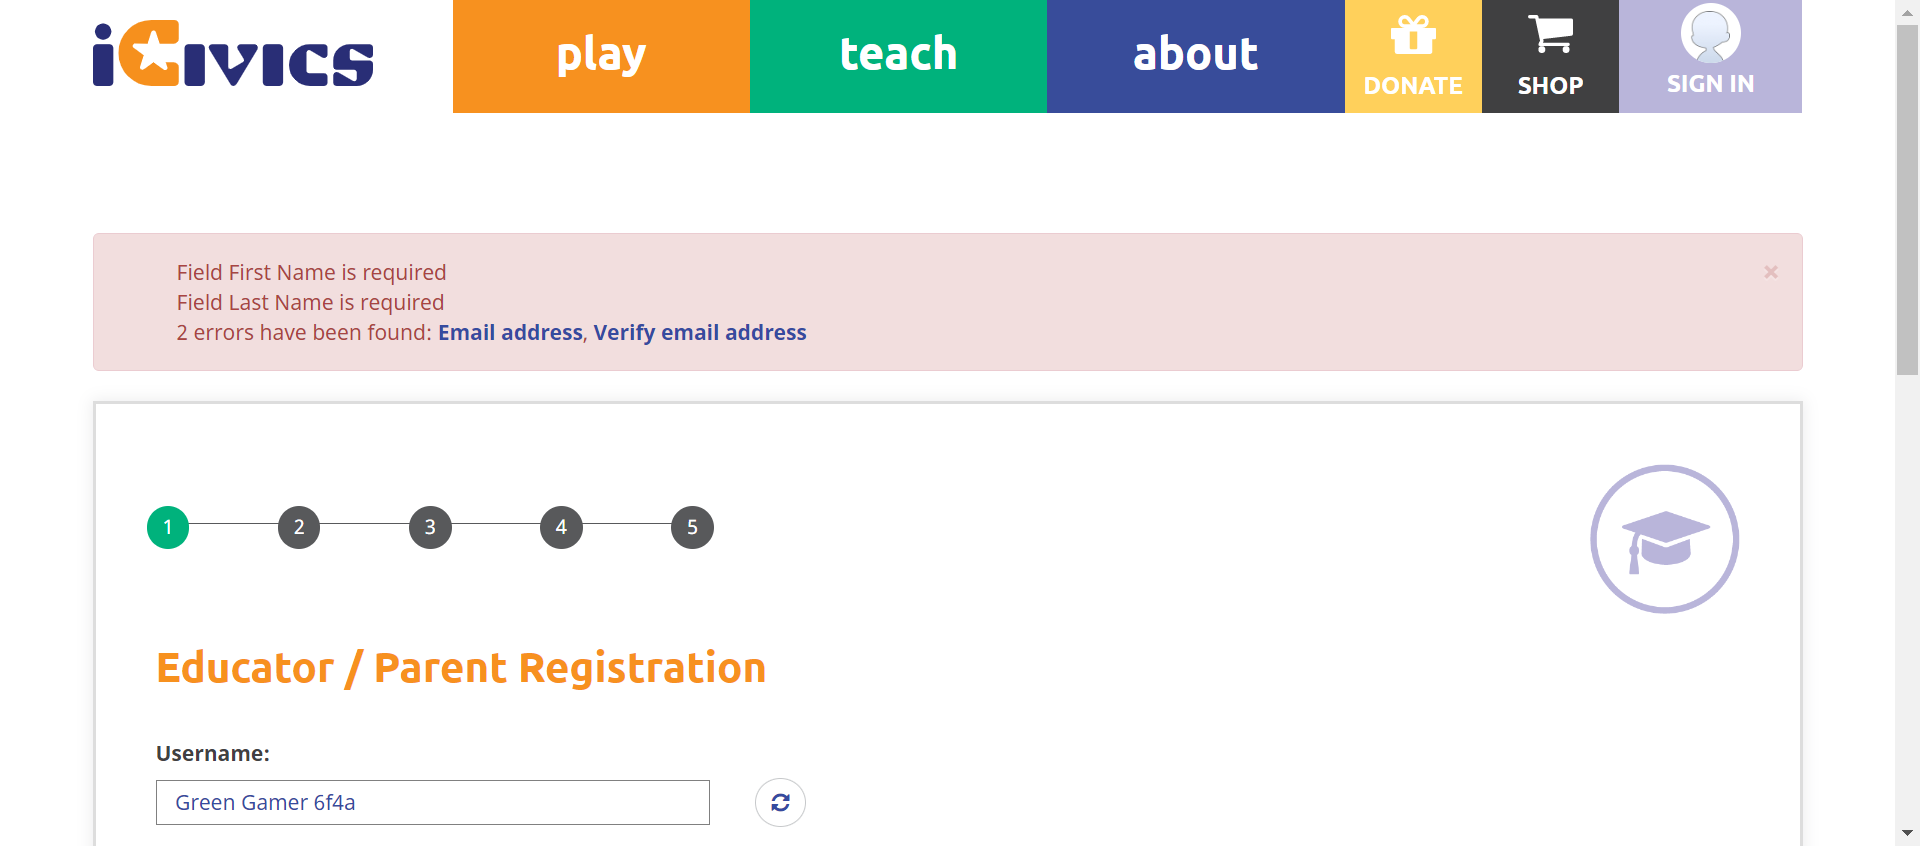 iCivics
play
teach
about
DONATE
SHOP
SIGN IN
Field First Name is required
×
Field Last Name is required
2 errors have been found: Email address, Verify email address
1
2
3
4
5
Educator / Parent Registration
Username:
Green Gamer 6f4a